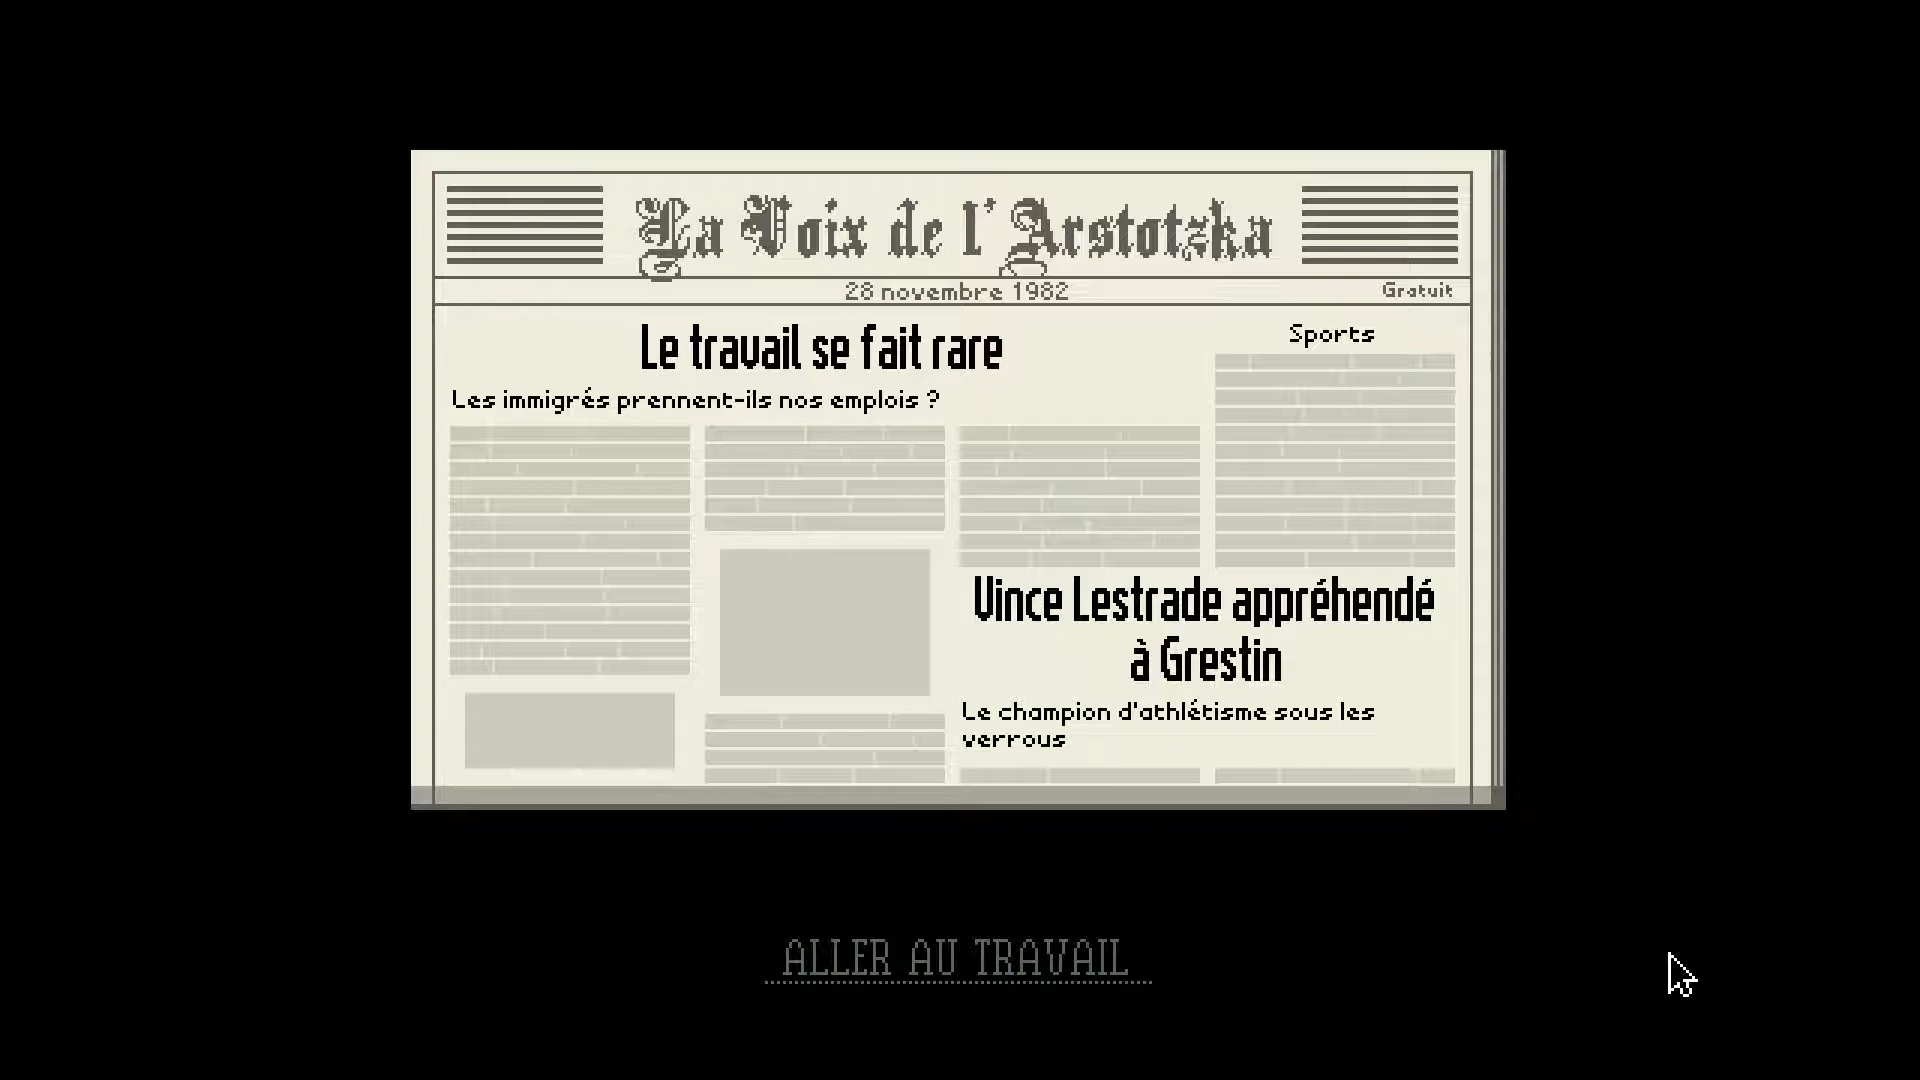 La Voix de l'Arstotzka
28 novembre 1982
Gratuit
Le travail se fait rare
Les immigrés prennent-ils nos emplois ?
Sports
Vince Lestrade appréhendé
à Grestin
Le champion d'athlétisme sous les
verrous
ALLER AU TRAVAIL